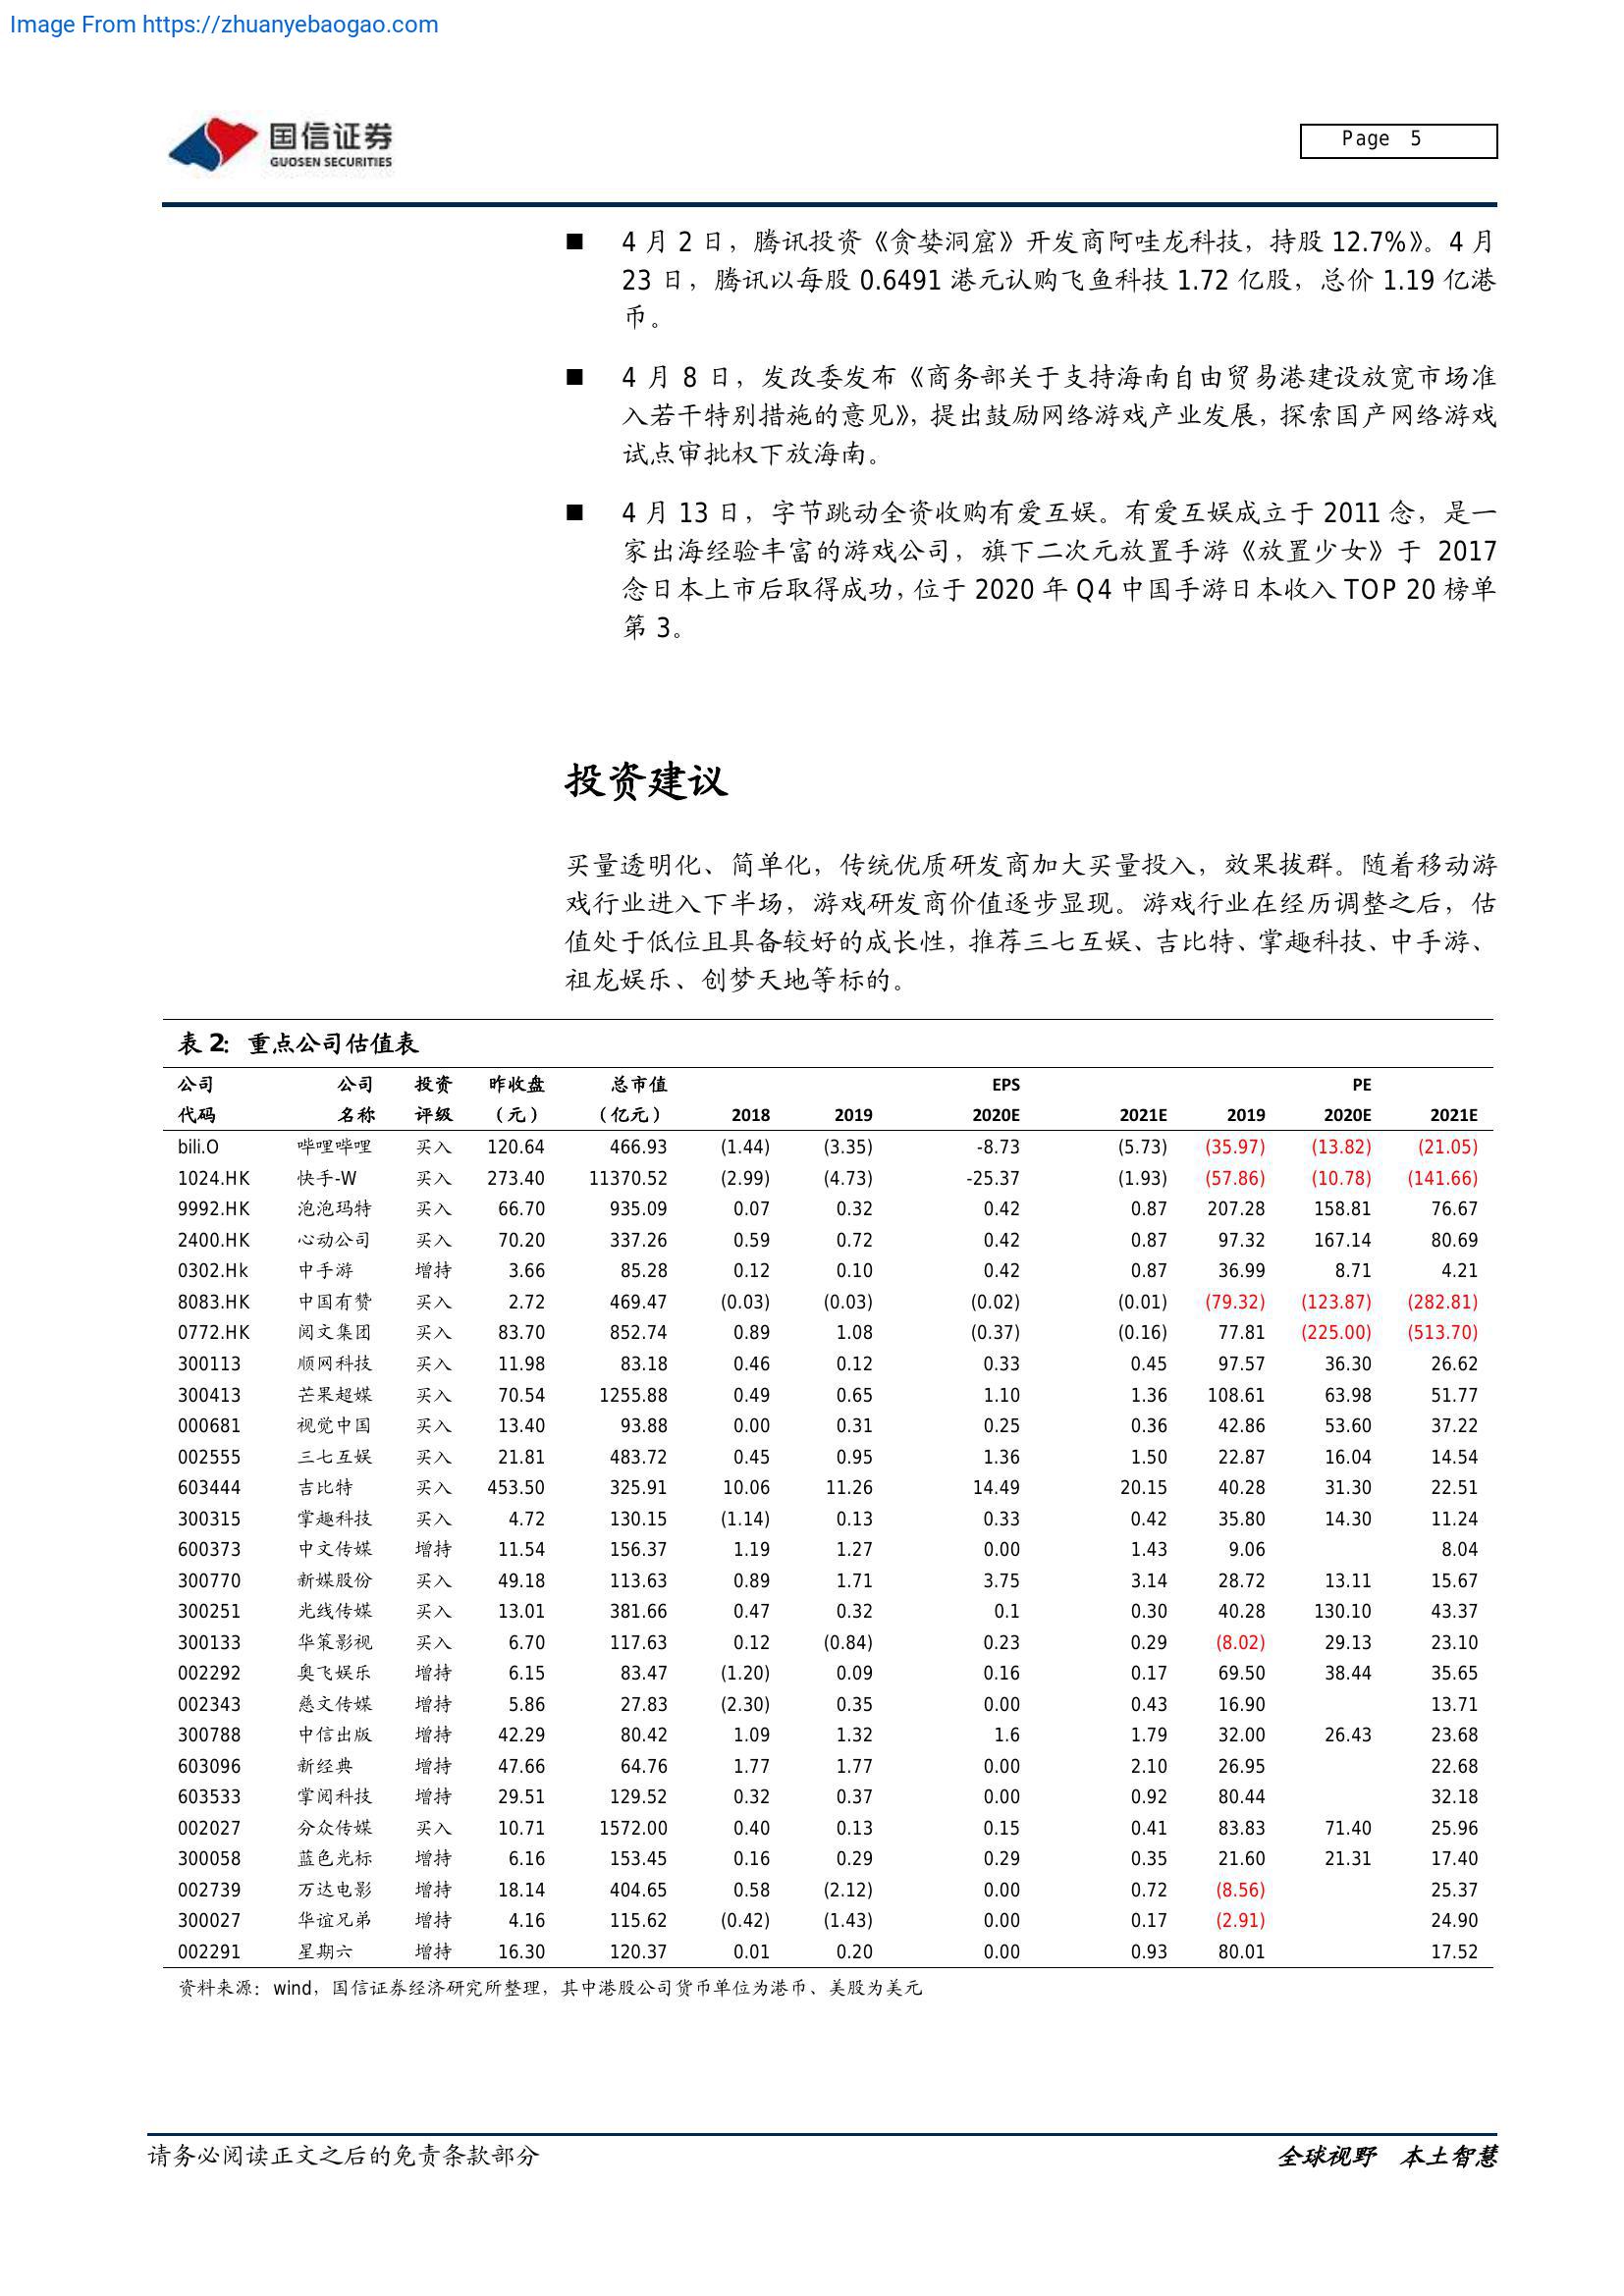 Image From https://zhuanyebaogao.com
国信证券
GUOSEN SECURITIES
Page 5
■ 4 月 2 日，腾讯投资《贪婪洞窟》开发商阿哇龙科技，持股 12.7%》。4 月
23 日，腾讯以每股 0.6491 港元认购飞鱼科技 1.72 亿股，总价 1.19 亿港
币。
■ 4 月 8 日，发改委发布《商务部关于支持海南自由贸易港建设放宽市场准
入若干特别措施的意见》，提出鼓励网络游戏产业发展，探索国产网络游戏
试点审批权下放海南。
■ 4 月 13 日，字节跳动全资收购有爱互娱。有爱互娱成立于 2011 念，是一
家出海经验丰富的游戏公司，旗下二次元放置手游《放置少女》于 2017
念日本上市后取得成功，位于 2020 年 Q4 中国手游日本收入 TOP 20 榜单
第 3。
投资建议
买量透明化、简单化，传统优质研发商加大买量投入，效果拔群。随着移动游
戏行业进入下半场，游戏研发商价值逐步显现。游戏行业在经历调整之后，估
值处于低位且具备较好的成长性，推荐三七互娱、吉比特、掌趣科技、中手游、
祖龙娱乐、创梦天地等标的。
表 2：重点公司估值表
公司 公司 投资 昨收盘 总市值 EPS PE
代码 名称 评级 （元） （亿元） 2018 2019 2020E 2021E 2019 2020E 2021E
bili.O 哔哩哔哩 买入 120.64 466.93 (1.44) (3.35) -8.73 (5.73) (35.97) (13.82) (21.05)
1024.HK 快手-W 买入 273.40 11370.52 (2.99) (4.73) -25.37 (1.93) (57.86) (10.78) (141.66)
9992.HK 泡泡玛特 买入 66.70 935.09 0.07 0.32 0.42 0.87 207.28 158.81 76.67
2400.HK 心动公司 买入 70.20 337.26 0.59 0.72 0.42 0.87 97.32 167.14 80.69
0302.Hk 中手游 增持 3.66 85.28 0.12 0.10 0.42 0.87 36.99 8.71 4.21
8083.HK 中国有赞 买入 2.72 469.47 (0.03) (0.03) (0.02) (0.01) (79.32) (123.87) (282.81)
0772.HK 阅文集团 买入 83.70 852.74 0.89 1.08 (0.37) (0.16) 77.81 (225.00) (513.70)
300113 顺网科技 买入 11.98 83.18 0.46 0.12 0.33 0.45 97.57 36.30 26.62
300413 芒果超媒 买入 70.54 1255.88 0.49 0.65 1.10 1.36 108.61 63.98 51.77
000681 视觉中国 买入 13.40 93.88 0.00 0.31 0.25 0.36 42.86 53.60 37.22
002555 三七互娱 买入 21.81 483.72 0.45 0.95 1.36 1.50 22.87 16.04 14.54
603444 吉比特 买入 453.50 325.91 10.06 11.26 14.49 20.15 40.28 31.30 22.51
300315 掌趣科技 买入 4.72 130.15 (1.14) 0.13 0.33 0.42 35.80 14.30 11.24
600373 中文传媒 增持 11.54 156.37 1.19 1.27 0.00 1.43 9.06 8.04
300770 新媒股份 买入 49.18 113.63 0.89 1.71 3.75 3.14 28.72 13.11 15.67
300251 光线传媒 买入 13.01 381.66 0.47 0.32 0.1 0.30 40.28 130.10 43.37
300133 华策影视 买入 6.70 117.63 0.12 (0.84) 0.23 0.29 (8.02) 29.13 23.10
002292 奥飞娱乐 增持 6.15 83.47 (1.20) 0.09 0.16 0.17 69.50 38.44 35.65
002343 慈文传媒 增持 5.86 27.83 (2.30) 0.35 0.00 0.43 16.90 13.71
300788 中信出版 增持 42.29 80.42 1.09 1.32 1.6 1.79 32.00 26.43 23.68
603096 新经典 增持 47.66 64.76 1.77 1.77 0.00 2.10 26.95 22.68
603533 掌阅科技 增持 29.51 129.52 0.32 0.37 0.00 0.92 80.44 32.18
002027 分众传媒 买入 10.71 1572.00 0.40 0.13 0.15 0.41 83.83 71.40 25.96
300058 蓝色光标 增持 6.16 153.45 0.16 0.29 0.29 0.35 21.60 21.31 17.40
002739 万达电影 增持 18.14 404.65 0.58 (2.12) 0.00 0.72 (8.56) 25.37
300027 华谊兄弟 增持 4.16 115.62 (0.42) (1.43) 0.00 0.17 (2.91) 24.90
002291 星期六 增持 16.30 120.37 0.01 0.20 0.00 0.93 80.01 17.52
资料来源：wind，国信证券经济研究所整理，其中港股公司货币单位为港币、美股为美元
请务必阅读正文之后的免责条款部分
全球视野 本土智慧